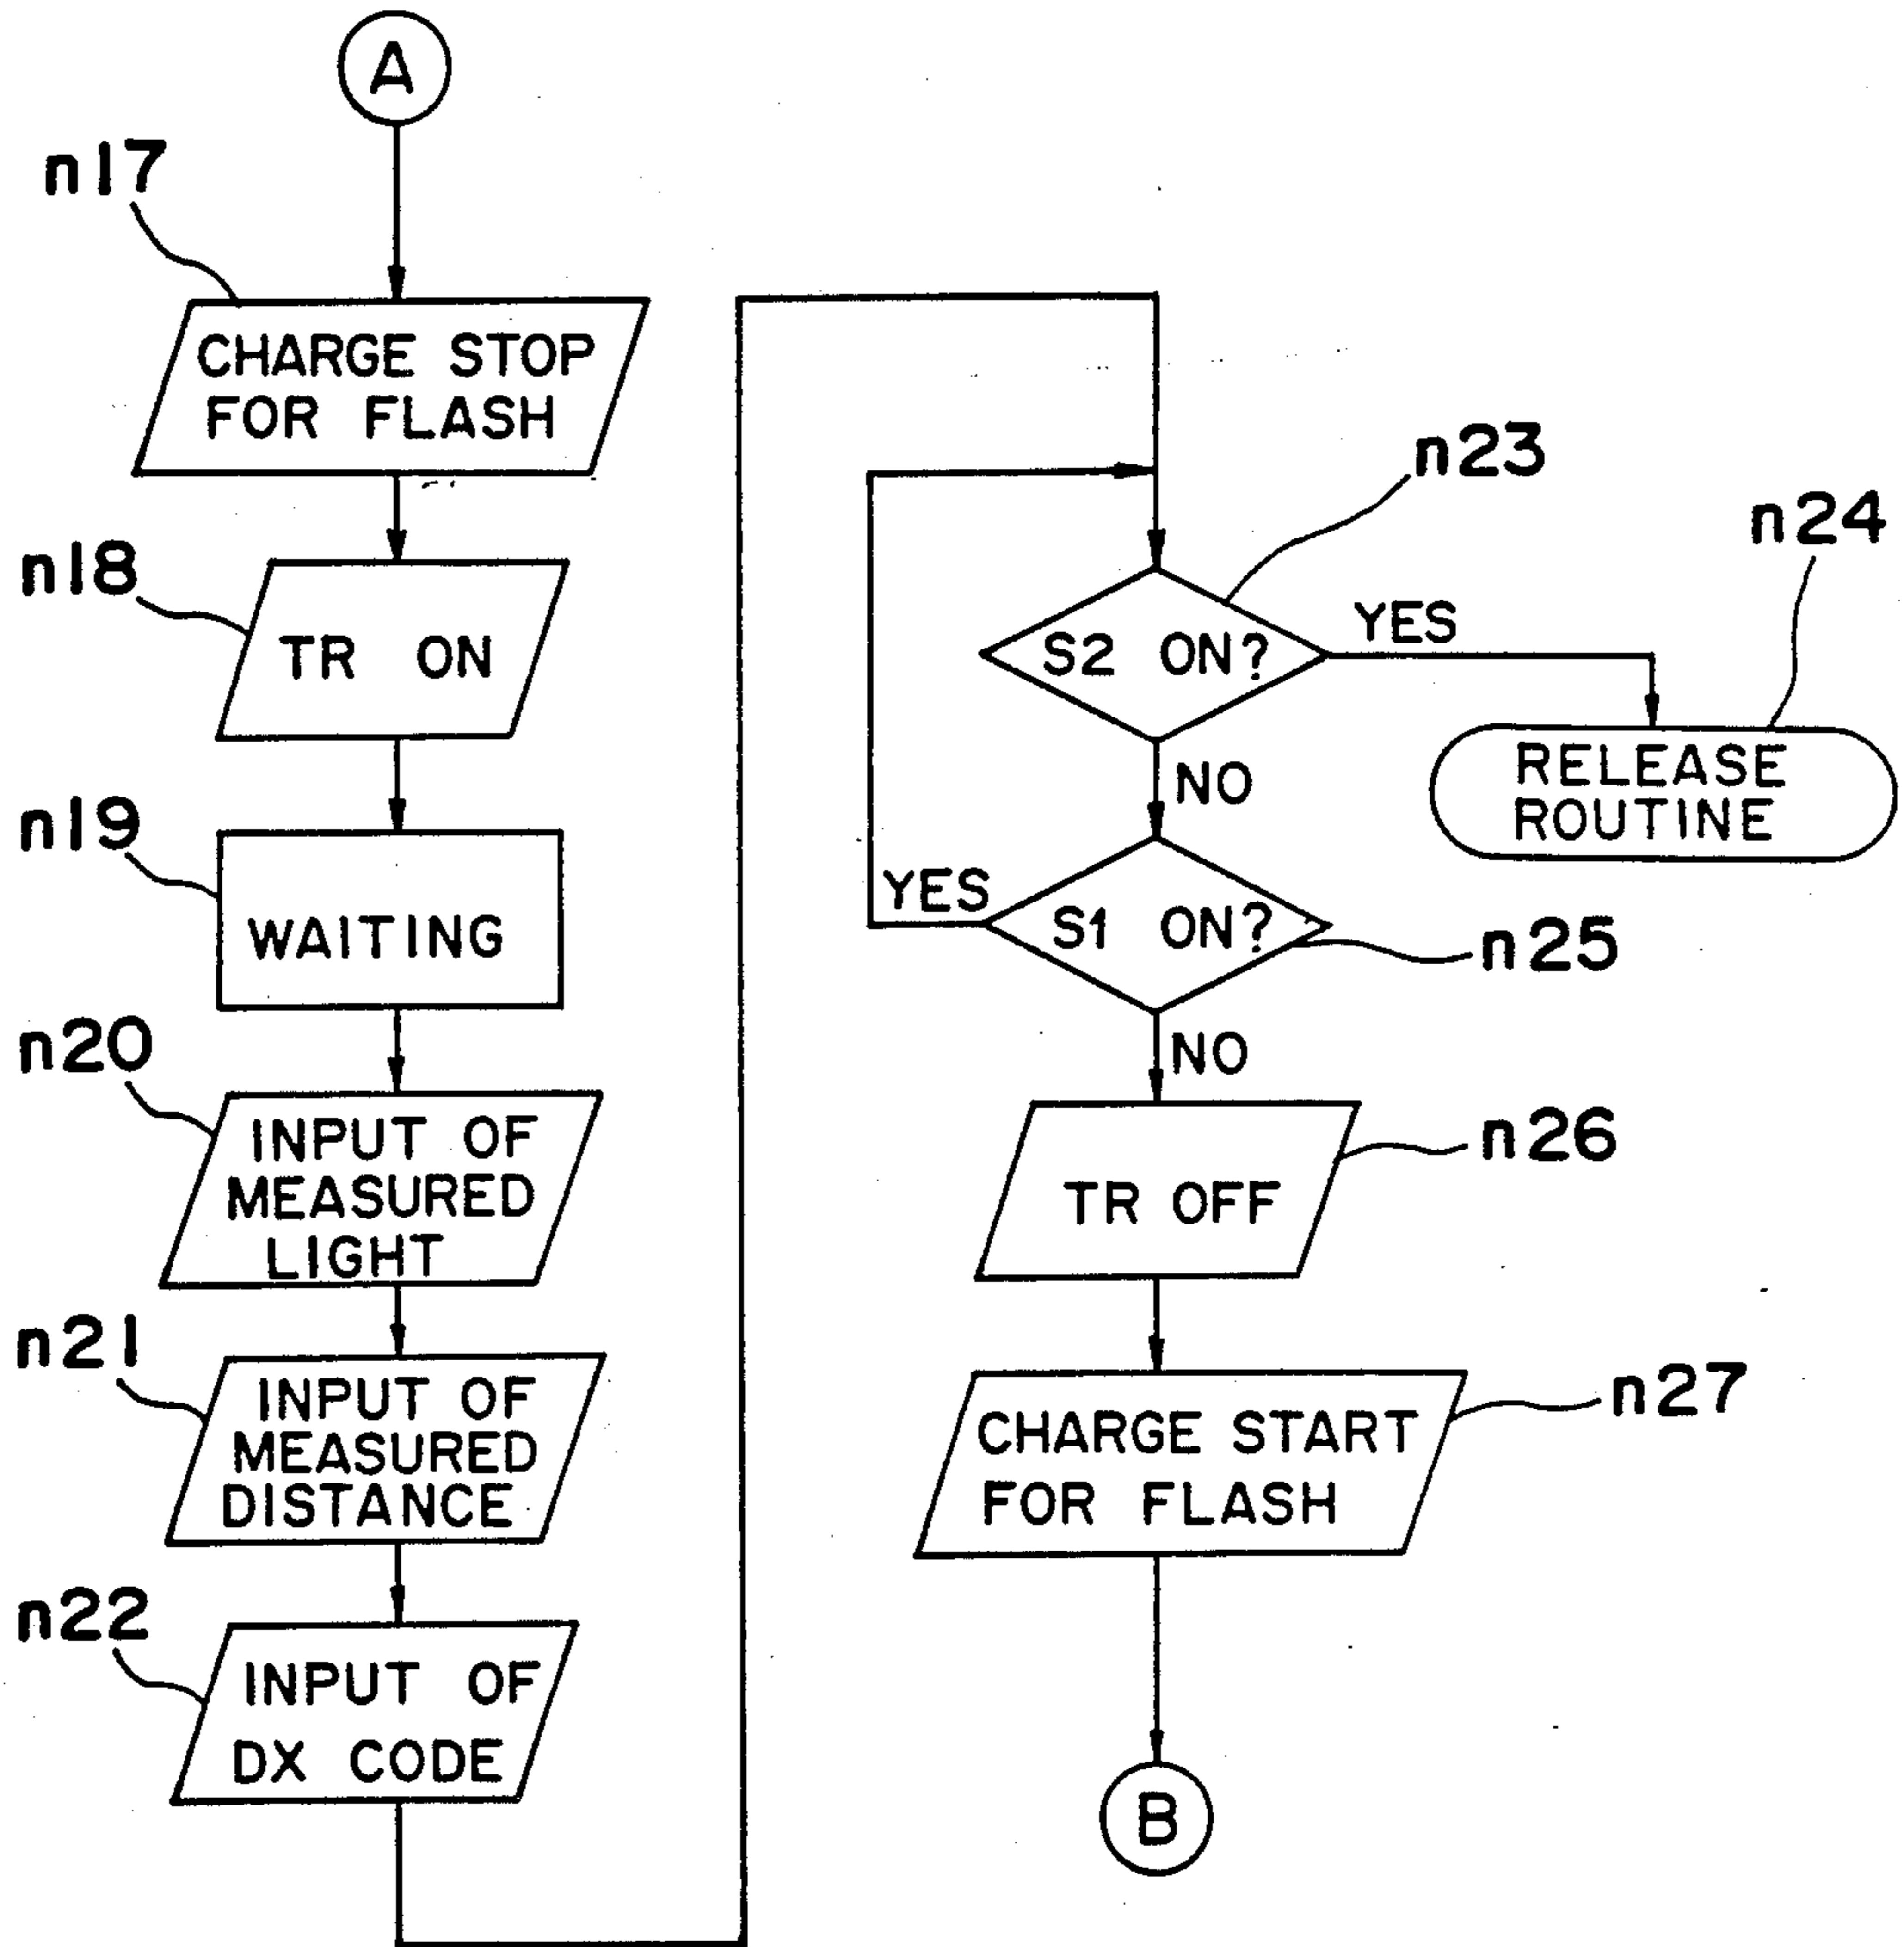 A
n17
CHARGE STOP
FOR FLASH
n18
TR ON
n19
WAITING
n20
INPUT OF
MEASURED
LIGHT
n21
INPUT OF
MEASURED
DISTANCE
n22
INPUT OF
DX CODE
n23
S2 ON?
YES
n24
RELEASE
ROUTINE
NO
YES
S1 ON?
n25
NO
n26
TR OFF
n27
CHARGE START
FOR FLASH
B